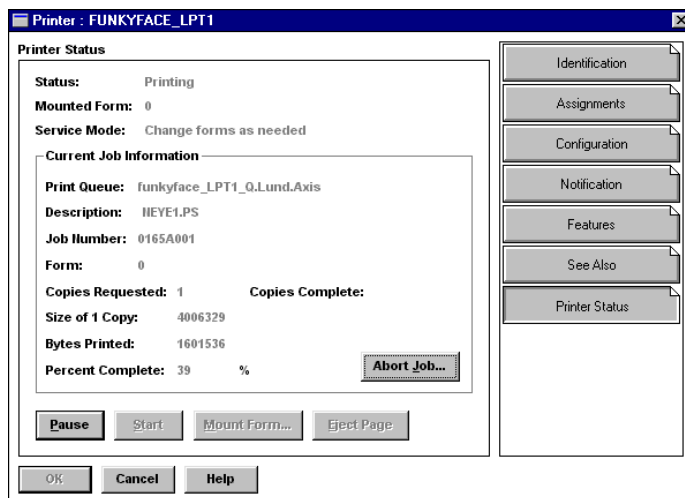 Printer : FUNKYFACE_LPT1
Printer Status
Status: Printing
Mounted Form: 0
Service Mode: Change forms as needed
Current Job Information
Print Queue: funkyface_LPT1_Q.Lund.Axis
Description: NEYE1.PS
Job Number: 0165A001
Form: 0
Copies Requested: 1 Copies Complete:
Size of 1 Copy: 4006329
Bytes Printed: 1601536
Percent Complete: 39 %
Abort Job...
Pause Start Mount Form... Eject Page
OK Cancel Help
Identification
Assignments
Configuration
Notification
Features
See Also
Printer Status